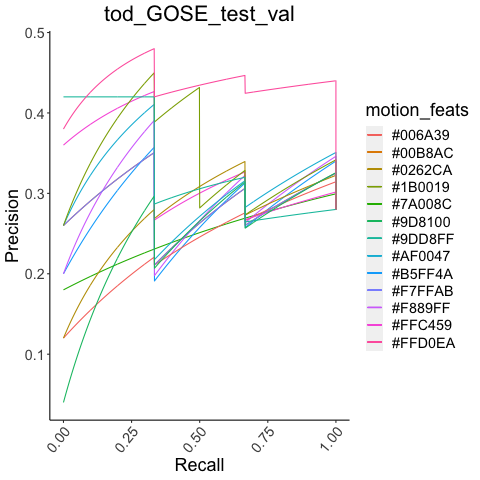 tod_GOSE_test_val
Precision
0.5
0.4
0.3
0.2
0.1
0.00
0.25
0.50
0.75
1.00
Recall
motion_feats
#006A39
#00B8AC
#0262CA
#1B0019
#7A008C
#9D8100
#9DD8FF
#AF0047
#B5FF4A
#F7FFAB
#F889FF
#FFC459
#FFD0EA